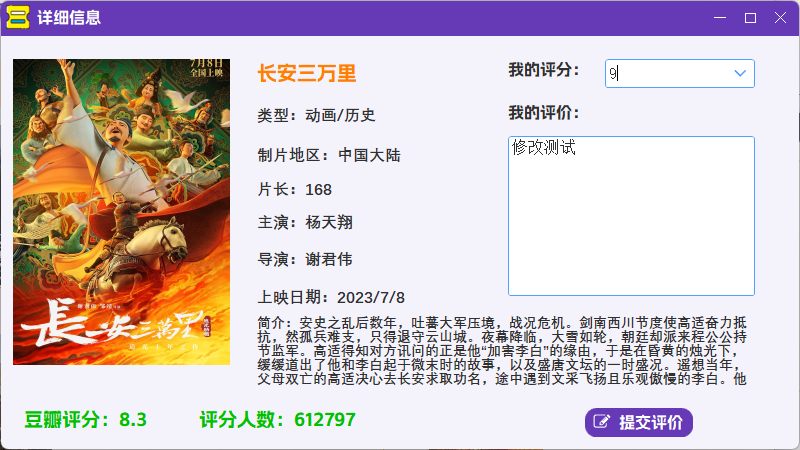 详细信息
7月8日
全国上映
长安三万里
长安三萬里
类型：动画/历史
制片地区：中国大陆
片长：168
主演：杨天翔
导演：谢君伟
上映日期：2023/7/8
我的评分：
9
我的评价：
修改测试
简介：安史之乱后数年，吐蕃大军压境，战况危机。剑南西川节度使高适奋力抵
抗，然孤兵难支，只得退守云山城。夜幕降临，大雪如轮，朝廷却派来程公公持
节监军。高适得知对方讯问的正是他“加害李白”的缘由，于是在昏黄的烛光下，
缓缓道出了他和李白起于微末时的故事，以及盛唐文坛的一时盛况。遥想当年，
父母双亡的高适决心去长安求取功名，途中遇到文采飞扬且乐观傲慢的李白。他
豆瓣评分：8.3
评分人数：612797
提交评价